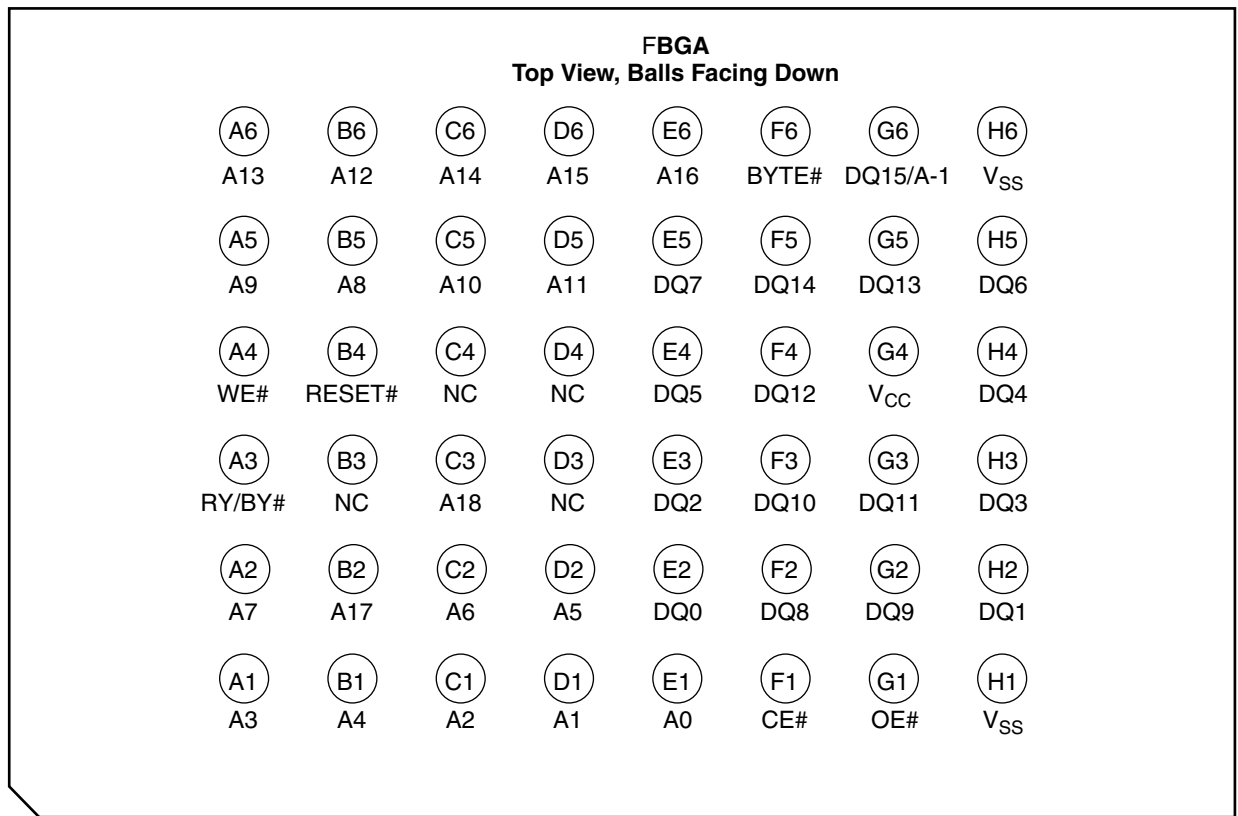 FBGA
Top View, Balls Facing Down
A6 B6 C6 D6 E6 F6 G6 H6
A13 A12 A14 A15 A16 BYTE# DQ15/A-1 VSS
A5 B5 C5 D5 E5 F5 G5 H5
A9 A8 A10 A11 DQ7 DQ14 DQ13 DQ6
A4 B4 C4 D4 E4 F4 G4 H4
WE# RESET# NC NC DQ5 DQ12 VCC DQ4
A3 B3 C3 D3 E3 F3 G3 H3
RY/BY# NC A18 NC DQ2 DQ10 DQ11 DQ3
A2 B2 C2 D2 E2 F2 G2 H2
A7 A17 A6 A5 DQ0 DQ8 DQ9 DQ1
A1 B1 C1 D1 E1 F1 G1 H1
A3 A4 A2 A1 A0 CE# OE# VSS